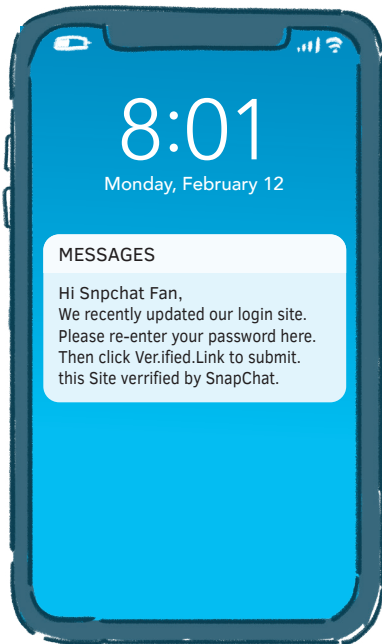 8:01
Monday, February 12
MESSAGES
Hi Snpchat Fan,
We recently updated our login site.
Please re-enter your password here.
Then click Ver.ified.Link to submit.
this Site verrified by SnapChat.